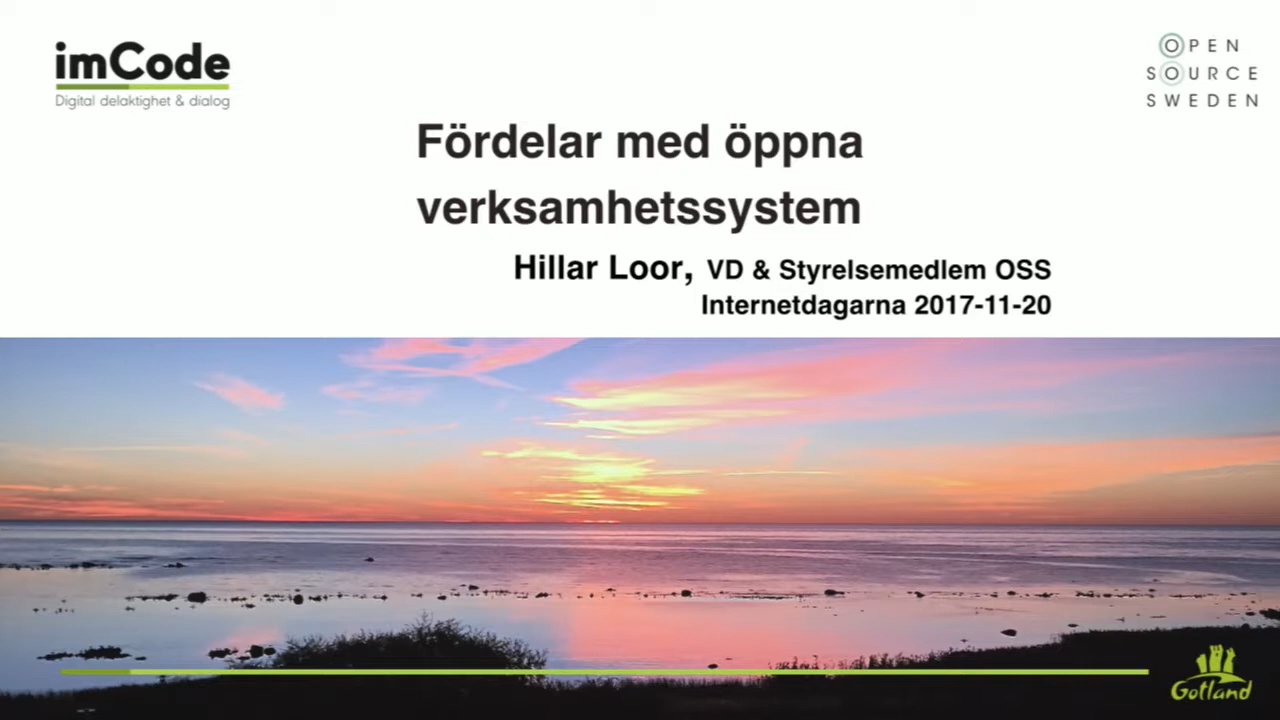 imCode
Digital delaktighet & dialog
OPEN
SOURCE
SWEDEN
Fördelar med öppna
verksamhetssystem
Hillar Loor, VD & Styrelsemedlem OSS
Internetdagarna 2017-11-20
Gotland